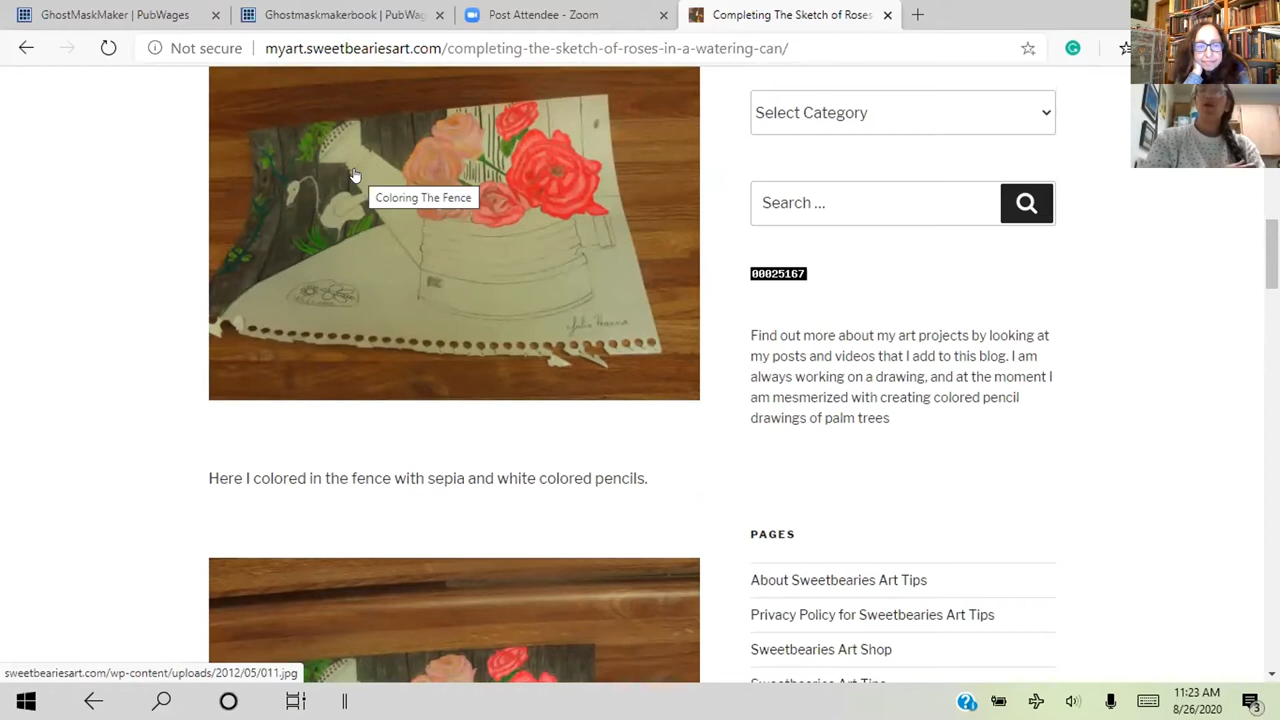 GhostMaskMaker | PubWages
Ghostmaskmakerbook | PubWag
Post Attendee - Zoom
Completing The Sketch of Roses
Not secure
myart.sweetbeariesart.com/completing-the-sketch-of-roses-in-a-watering-can/
Select Category
Coloring The Fence
Search ...
00025167
Find out more about my art projects by looking at
my posts and videos that I add to this blog. I am
always working on a drawing, and at the moment I
am mesmerized with creating colored pencil
drawings of palm trees
Here I colored in the fence with sepia and white colored pencils.
PAGES
About Sweetbearies Art Tips
Privacy Policy for Sweetbearies Art Tips
Sweetbearies Art Shop
Sweetbearies Art Tips
sweetbeariesart.com/wp-content/uploads/2012/05/011.jpg
11:23 AM
8/26/2020
3